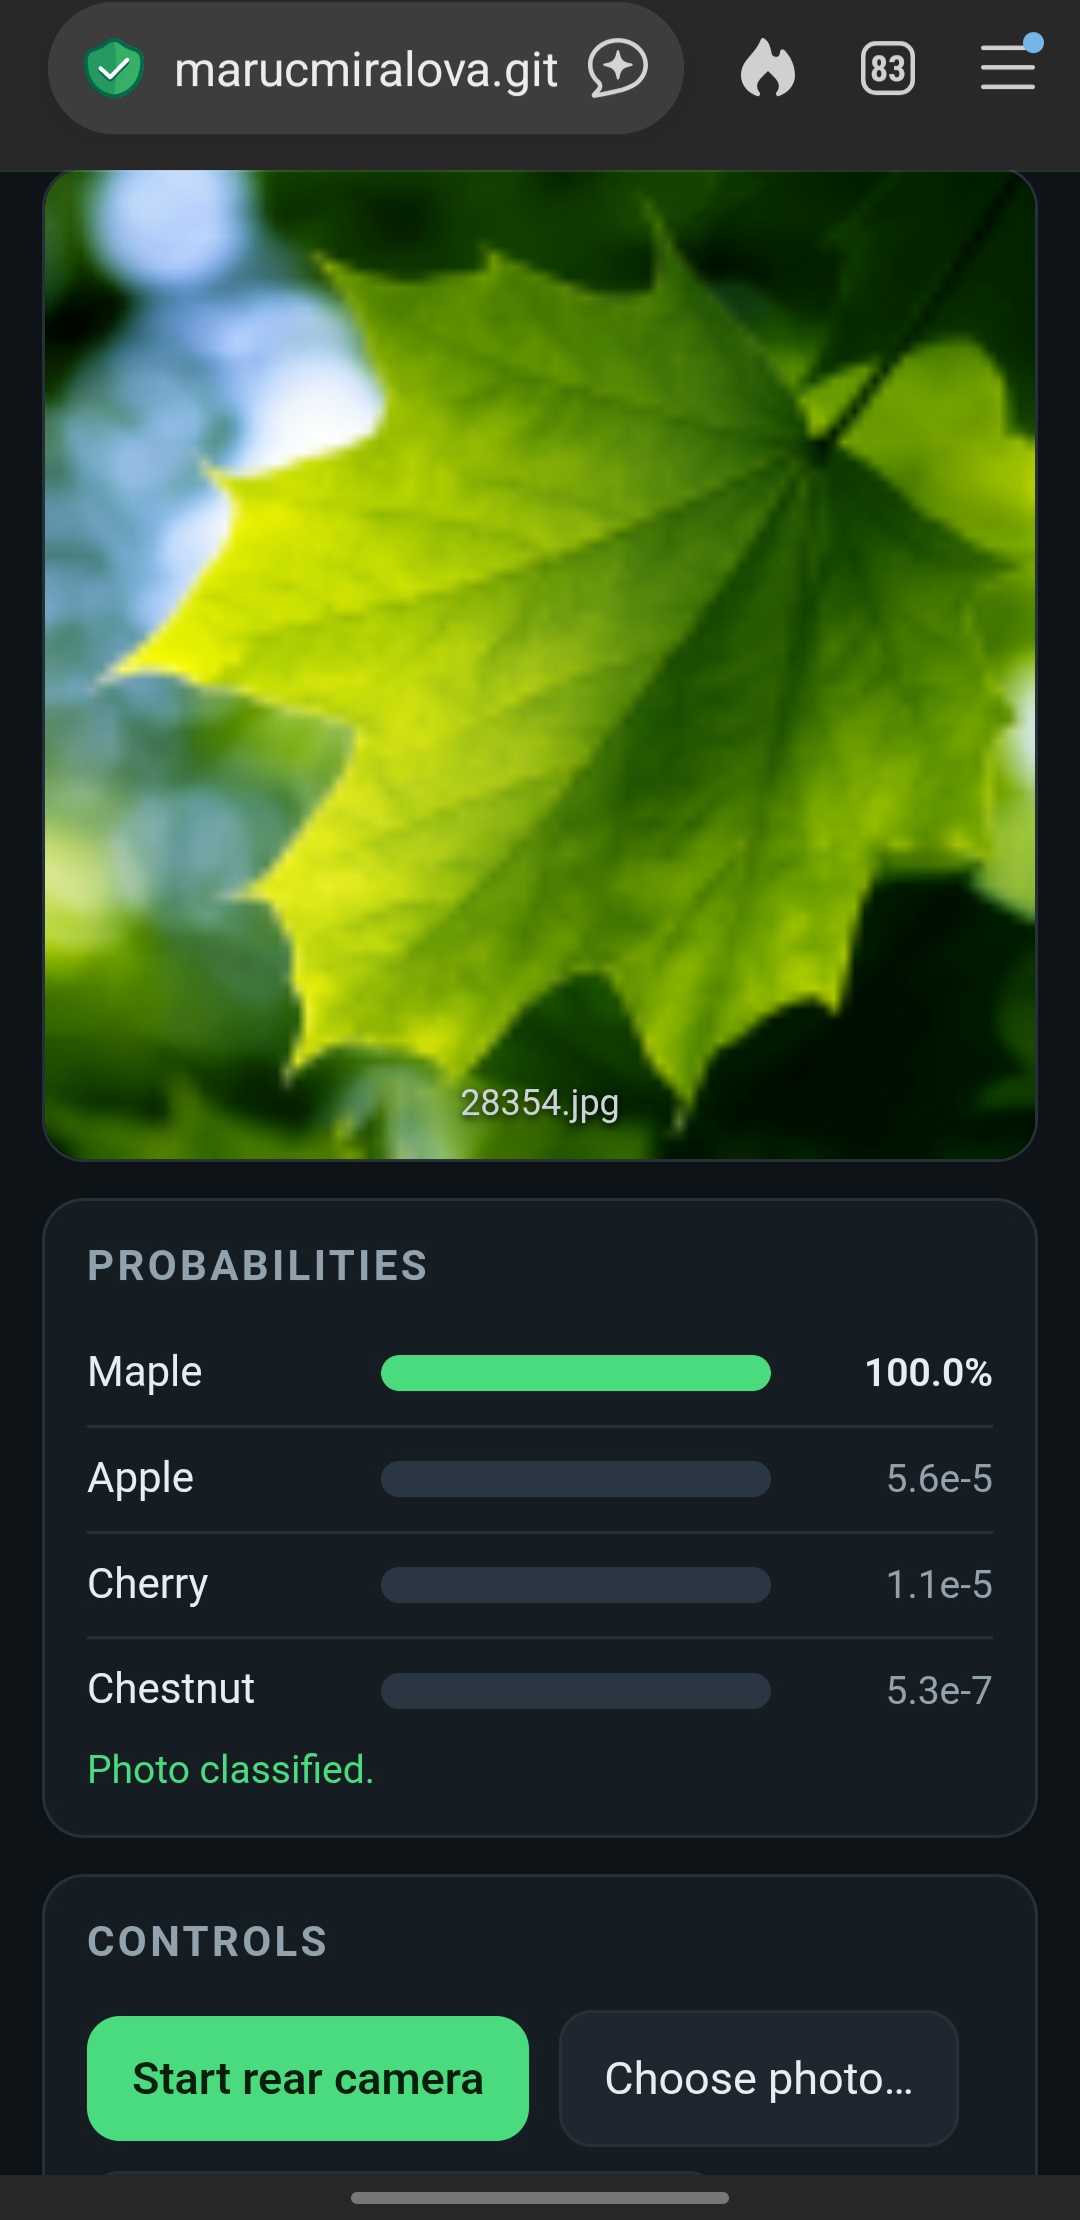 marucmiralova.git
83
28354.jpg
PROBABILITIES
Maple 100.0%
Apple 5.6e-5
Cherry 1.1e-5
Chestnut 5.3e-7
Photo classified.
CONTROLS
Start rear camera Choose photo…